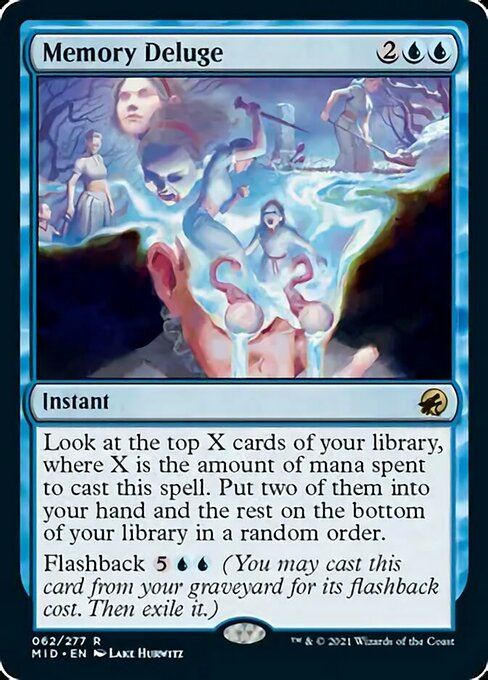 Memory Deluge 2
Instant
Look at the top X cards of your library,
where X is the amount of mana spent
to cast this spell. Put two of them into
your hand and the rest on the bottom
of your library in a random order.
Flashback 5 (You may cast this
card from your graveyard for its flashback
cost. Then exile it.)
062/277 R
MID • EN Lake Hurwitz
™ & © 2021 Wizards of the Coast